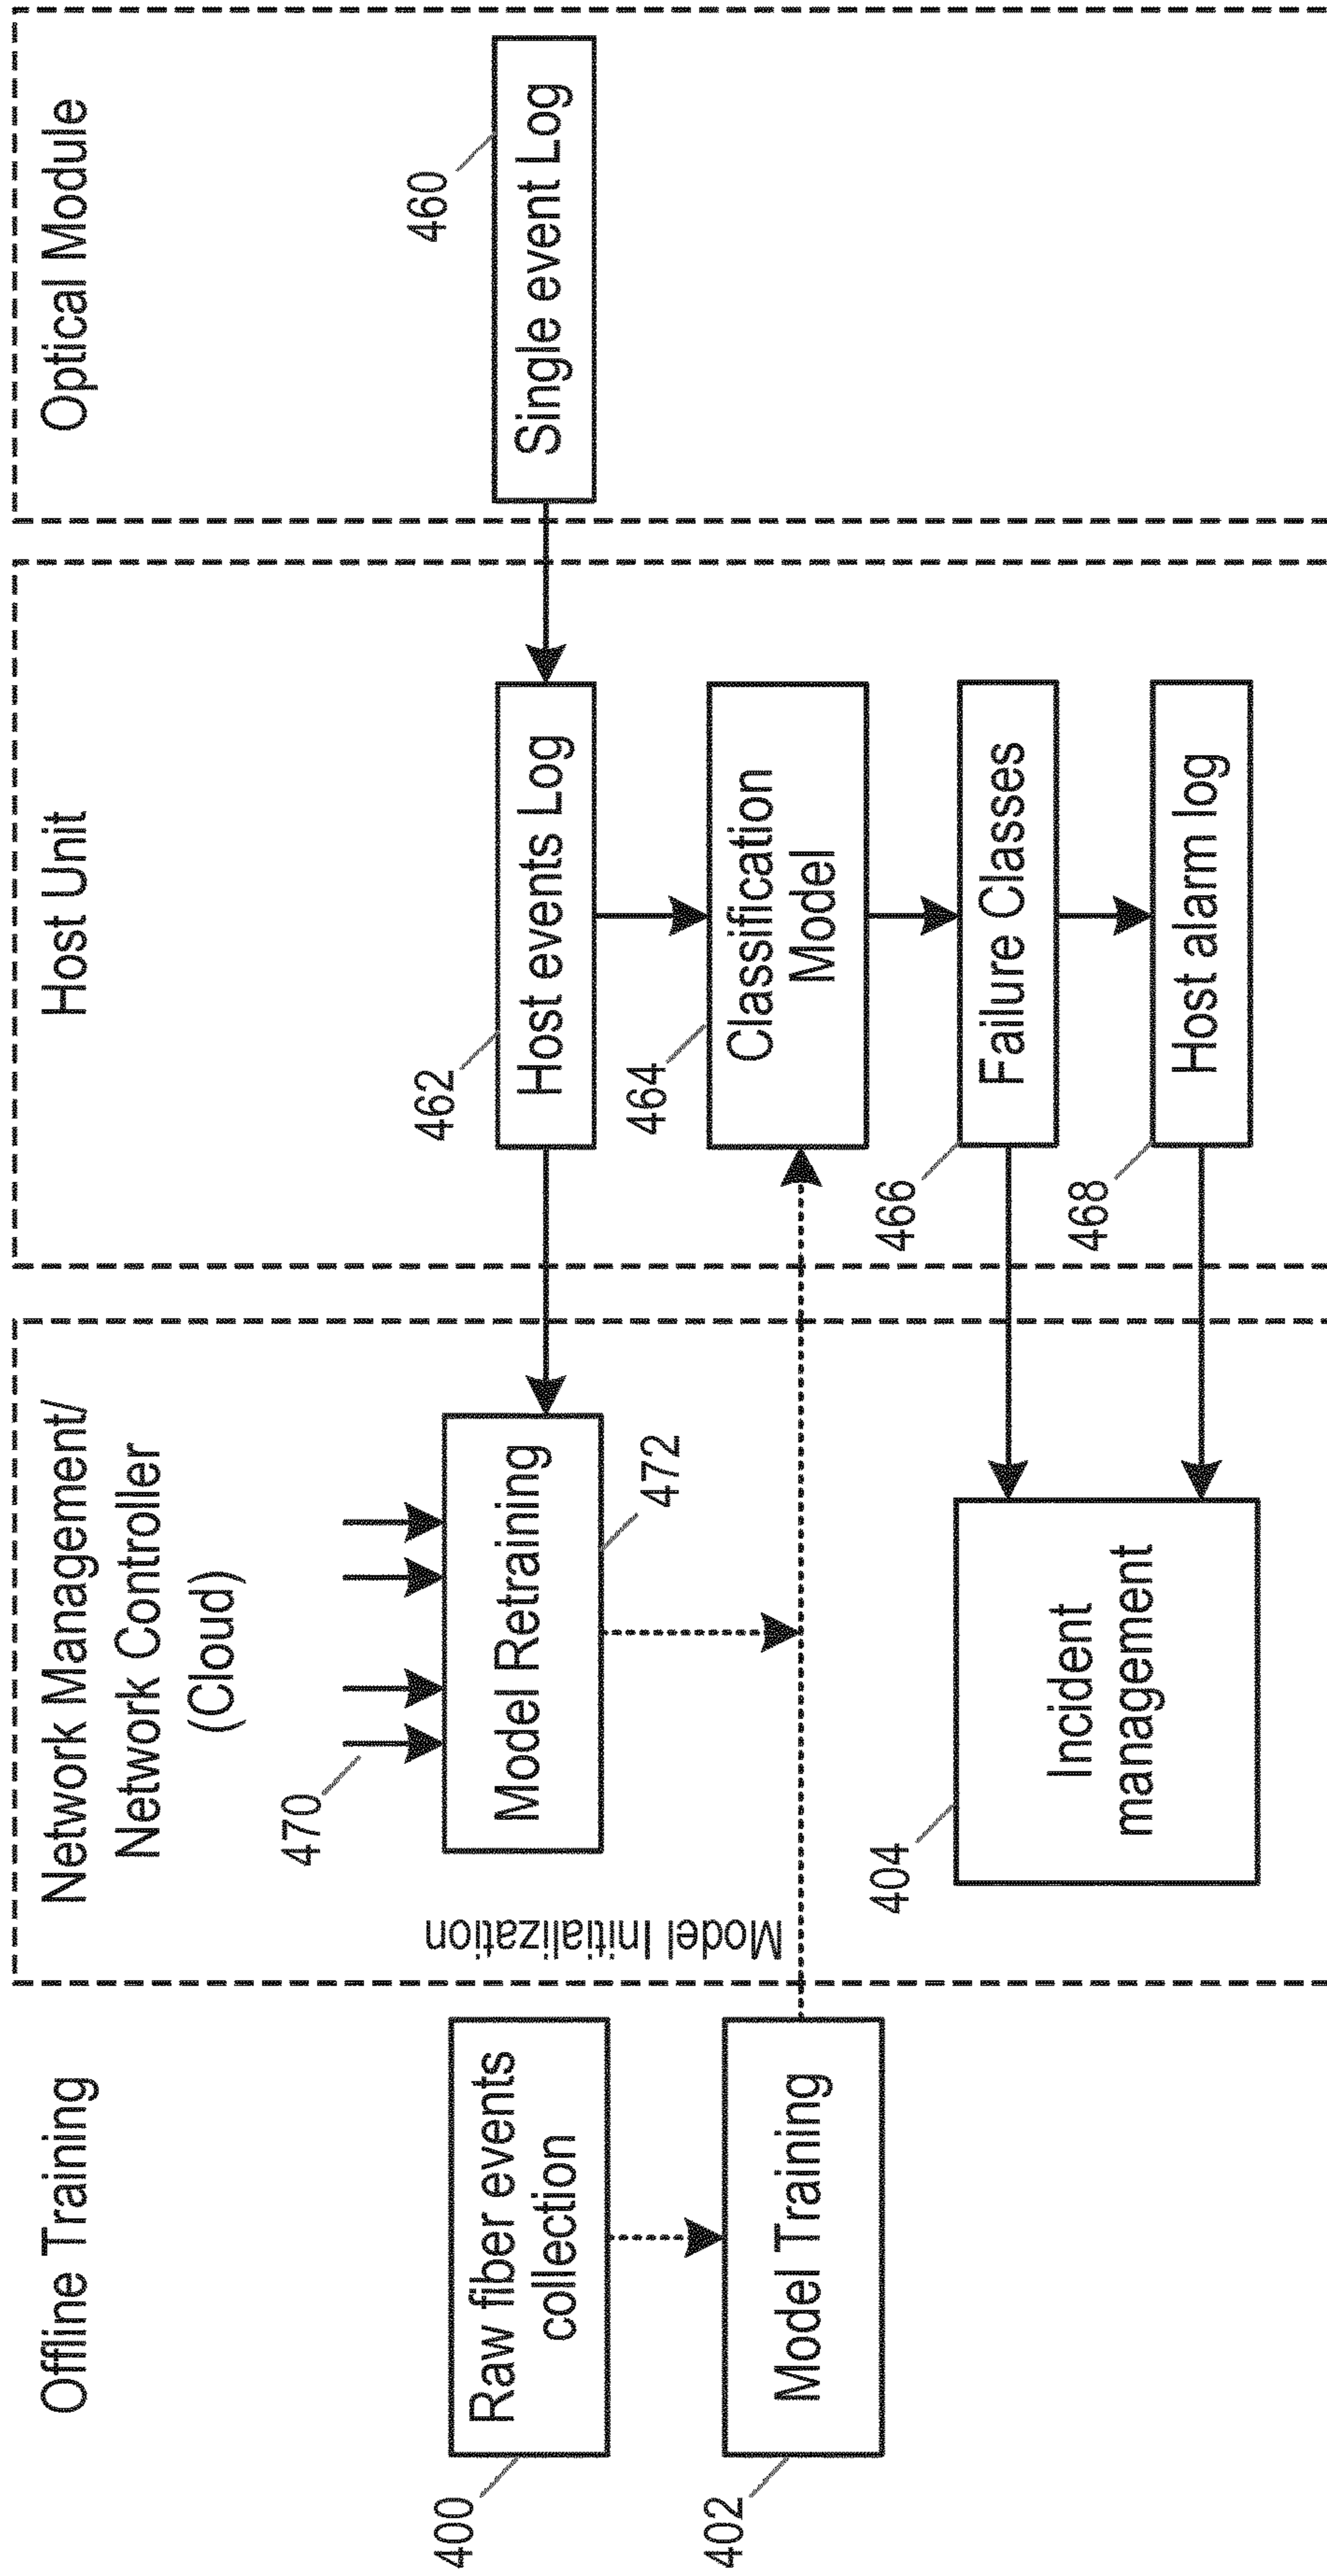 Offline Training
400
Raw fiber events
collection
402
Model Training
Network Management/
Network Controller
(Cloud)
470
Model Retraining
472
Model Initialization
404
Incident
management
Host Unit
462
Host events Log
464
Classification
Model
466
Failure Classes
468
Host alarm log
Optical Module
460
Single event Log